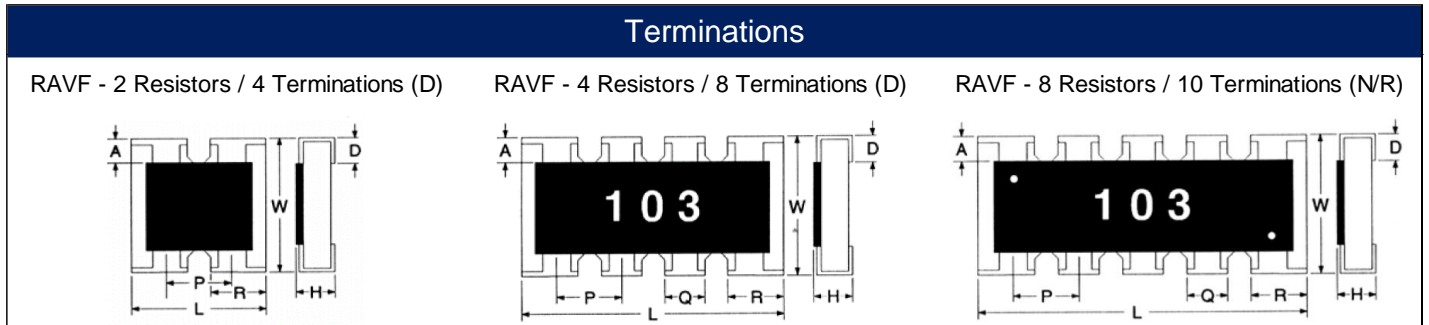 Terminations
RAVF - 2 Resistors / 4 Terminations (D)
RAVF - 4 Resistors / 8 Terminations (D)
RAVF - 8 Resistors / 10 Terminations (N/R)
A
D
W
P
R
H
L
A
D
103
W
P
Q
R
H
L
A
D
103
W
P
Q
R
H
L